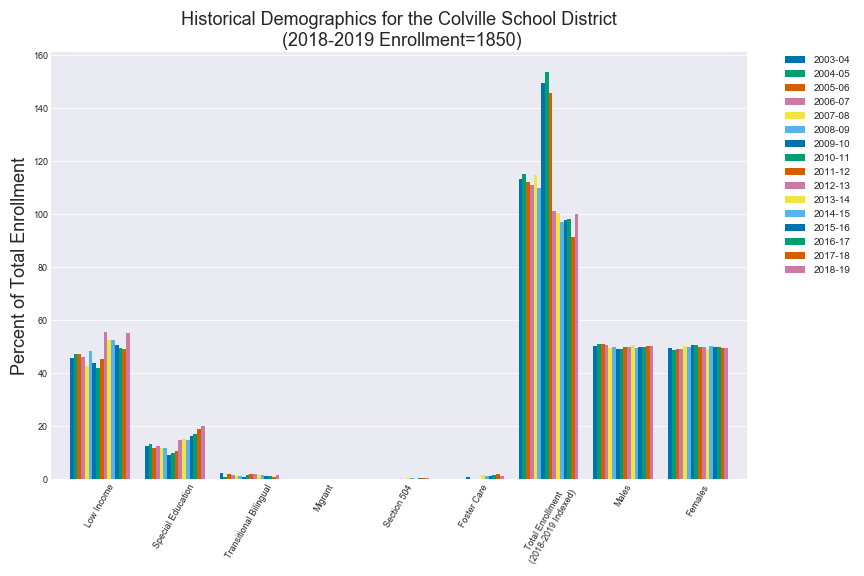 Historical Demographics for the Colville School District
(2018-2019 Enrollment=1850)
Percent of Total Enrollment
160
140
120
100
80
60
40
20
0
Low Income
Special Education
Transitional Bilingual
Migrant
Section 504
Foster Care
Total Enrollment
(2018-2019 Indexed)
Males
Females
2003-04
2004-05
2005-06
2006-07
2007-08
2008-09
2009-10
2010-11
2011-12
2012-13
2013-14
2014-15
2015-16
2016-17
2017-18
2018-19